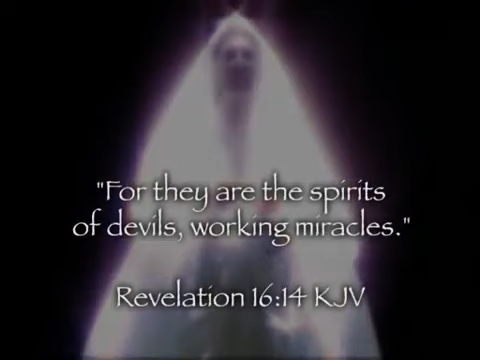 "For they are the spirits
of devils, working miracles."
Revelation 16:14 KJV